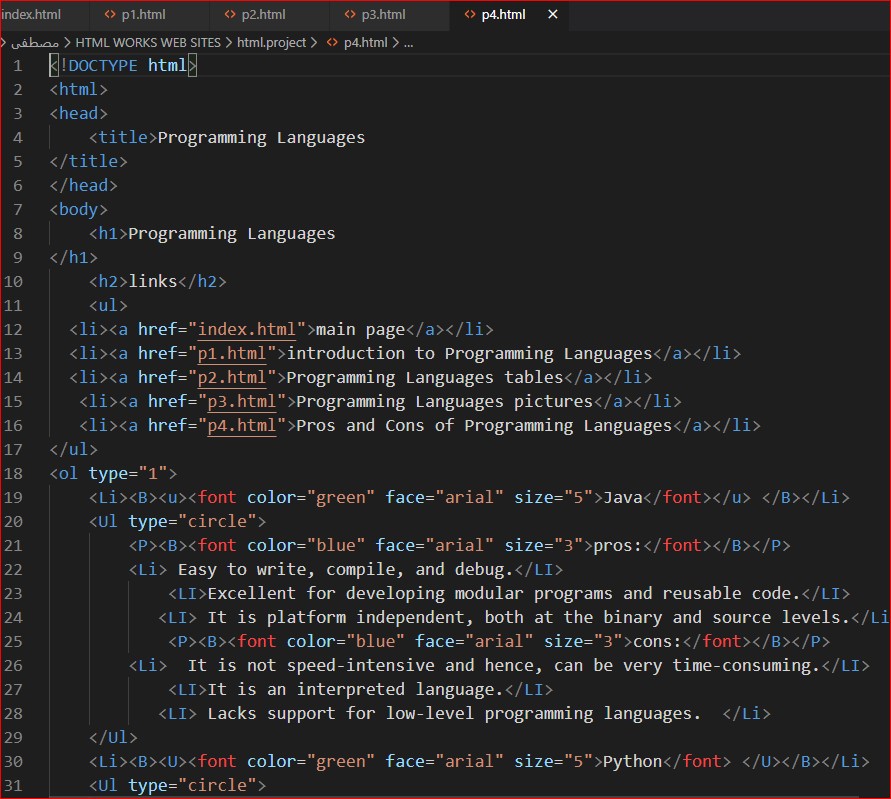 index.html <> p1.html <> p2.html <> p3.html <> p4.html ×
> مصطفى > HTML WORKS WEB SITES > html.project > <> p4.html > ...
1 <!DOCTYPE html>
2 <html>
3 <head>
4     <title>Programming Languages
5 </title>
6 </head>
7 <body>
8     <h1>Programming Languages
9 </h1>
10     <h2>links</h2>
11     <ul>
12   <li><a href="index.html">main page</a></li>
13   <li><a href="p1.html">introduction to Programming Languages</a></li>
14   <li><a href="p2.html">Programming Languages tables</a></li>
15    <li><a href="p3.html">Programming Languages pictures</a></li>
16    <li><a href="p4.html">Pros and Cons of Programming Languages</a></li>
17 </ul>
18 <ol type="1">
19     <Li><B><u><font color="green" face="arial" size="5">Java</font></u> </B></Li>
20     <Ul type="circle">
21         <P><B><font color="blue" face="arial" size="3">pros:</font></B></P>
22         <Li> Easy to write, compile, and debug.</LI>
23             <LI>Excellent for developing modular programs and reusable code.</LI>
24            <LI> It is platform independent, both at the binary and source levels.</Li
25             <P><B><font color="blue" face="arial" size="3">cons:</font></B></P>
26         <Li>  It is not speed-intensive and hence, can be very time-consuming.</LI>
27             <LI>It is an interpreted language.</LI>
28            <LI> Lacks support for low-level programming languages.  </Li>
29     </Ul>
30     <Li><B><U><font color="green" face="arial" size="5">Python</font> </U></B></Li>
31     <Ul type="circle">